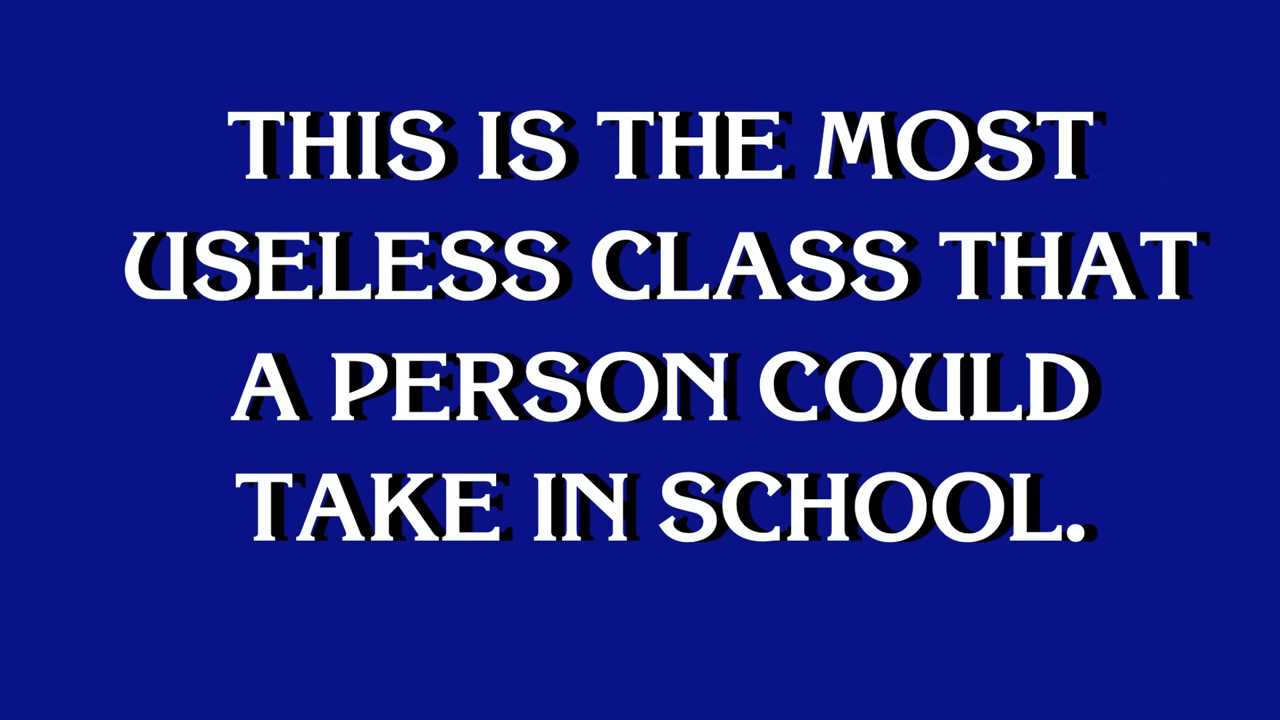 THIS IS THE MOST
USELESS CLASS THAT
A PERSON COULD
TAKE IN SCHOOL.